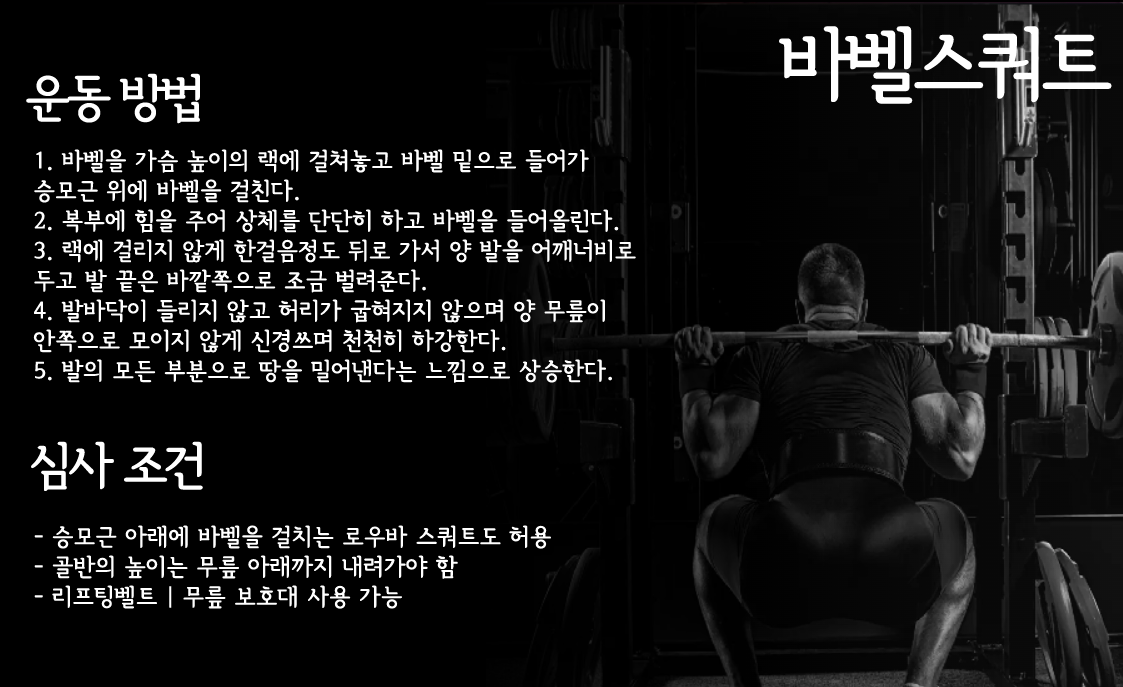 바벨스쿼트
운동 방법
1. 바벨을 가슴 높이의 랙에 걸쳐놓고 바벨 밑으로 들어가
승모근 위에 바벨을 걸친다.
2. 복부에 힘을 주어 상체를 단단히 하고 바벨을 들어올린다.
3. 랙에 걸리지 않게 한걸음정도 뒤로 가서 양 발을 어깨너비로
두고 발 끝은 바깥쪽으로 조금 벌려준다.
4. 발바닥이 들리지 않고 허리가 굽혀지지 않으며 양 무릎이
안쪽으로 모이지 않게 신경쓰며 천천히 하강한다.
5. 발의 모든 부분으로 땅을 밀어낸다는 느낌으로 상승한다.
심사 조건
- 승모근 아래에 바벨을 걸치는 로우바 스쿼트도 허용
- 골반의 높이는 무릎 아래까지 내려가야 함
- 리프팅벨트 | 무릎 보호대 사용 가능